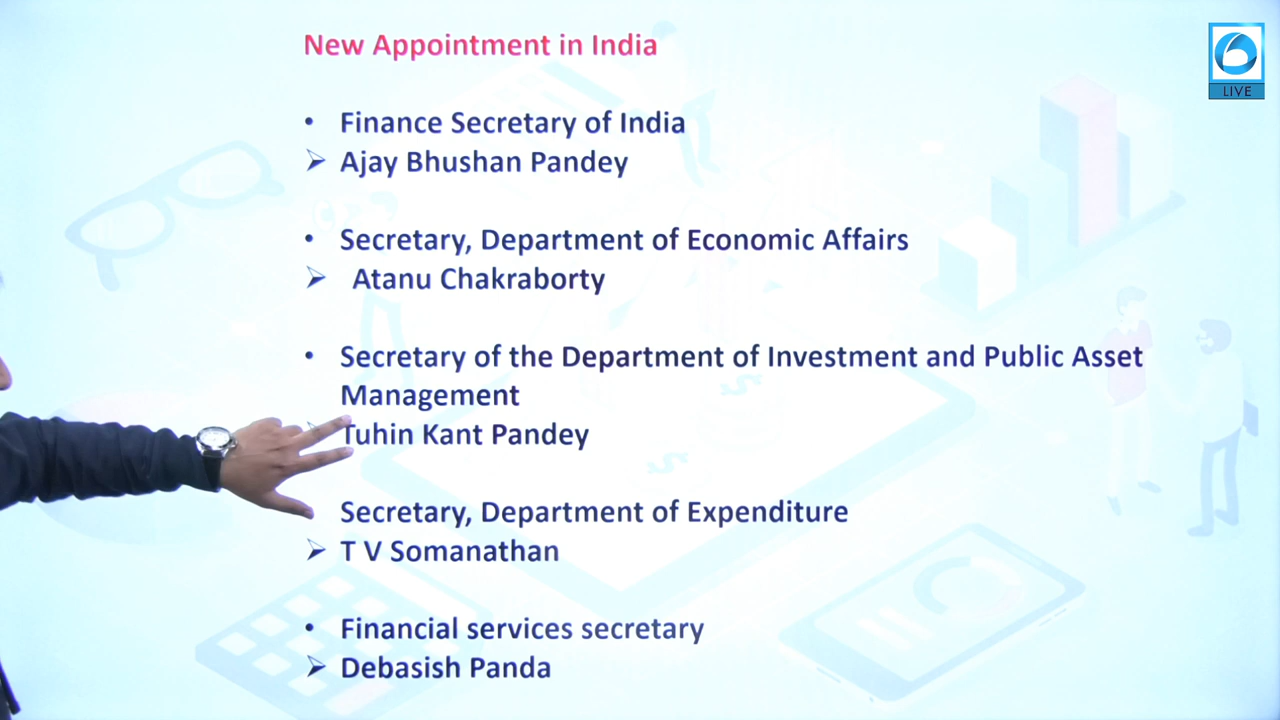 New Appointment in India
LIVE
• Finance Secretary of India
➢ Ajay Bhushan Pandey
• Secretary, Department of Economic Affairs
➢ Atanu Chakraborty
• Secretary of the Department of Investment and Public Asset
Management
Tuhin Kant Pandey
Secretary, Department of Expenditure
➢ T V Somanathan
• Financial services secretary
➢ Debasish Panda